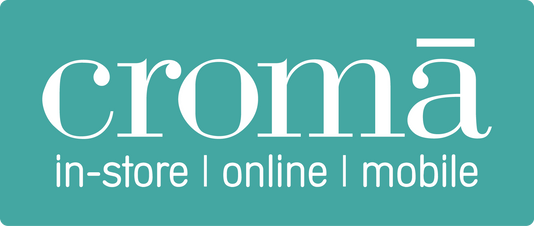 cromā
in-store | online | mobile